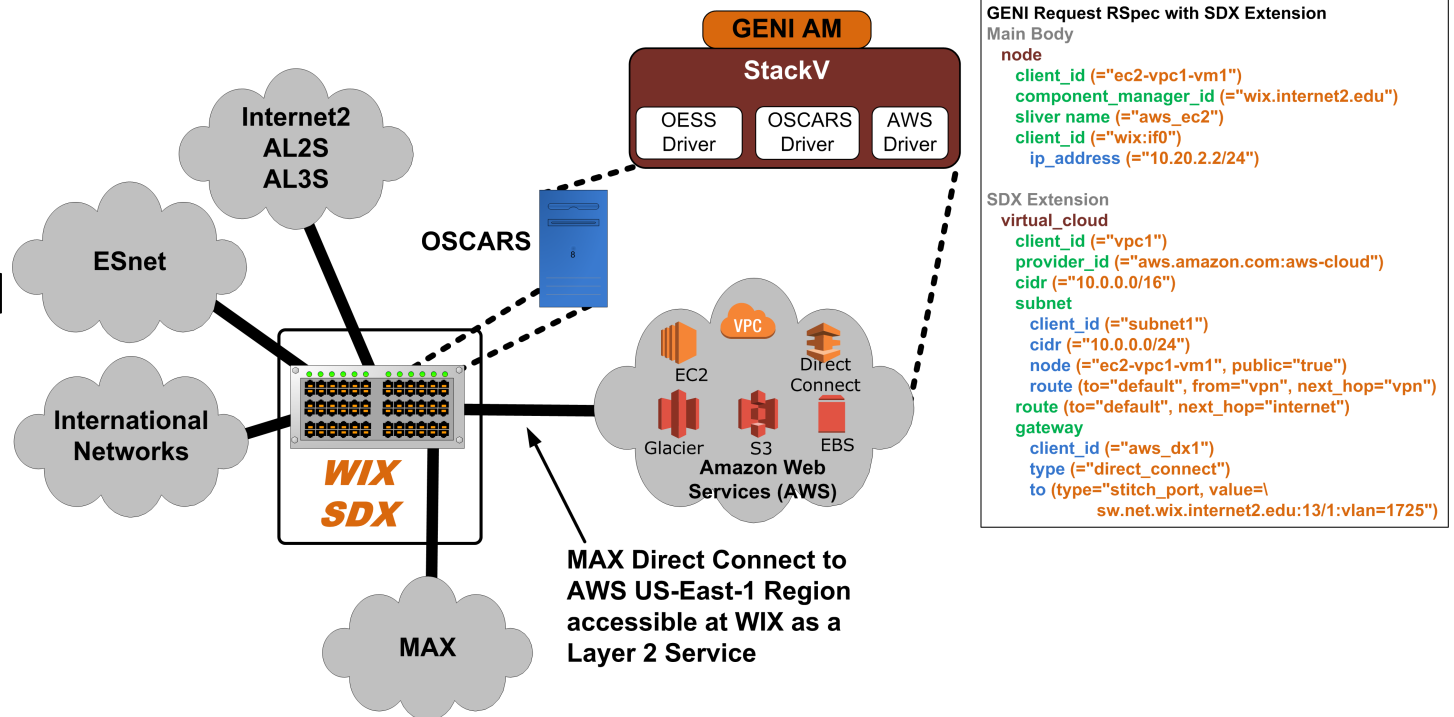 GENI AM
StackV
OESS
Driver
OSCARS
Driver
AWS
Driver
Internet2
AL2S
AL3S
ESnet
International
Networks
OSCARS
8
WIX
SDX
MAX
VPC
EC2
Direct
Connect
Glacier
S3
EBS
Amazon Web
Services (AWS)
MAX Direct Connect to
AWS US-East-1 Region
accessible at WIX as a
Layer 2 Service
GENI Request RSpec with SDX Extension
Main Body
node
client_id (="ec2-vpc1-vm1")
component_manager_id (="wix.internet2.edu")
sliver name (="aws_ec2")
client_id (="wix:if0")
ip_address (="10.20.2.2/24")
SDX Extension
virtual_cloud
client_id (="vpc1")
provider_id (="aws.amazon.com:aws-cloud")
cidr (="10.0.0.0/16")
subnet
client_id (="subnet1")
cidr (="10.0.0.0/24")
node (="ec2-vpc1-vm1", public="true")
route (to="default", from="vpn", next_hop="vpn")
route (to="default", next_hop="internet")
gateway
client_id (="aws_dx1")
type (="direct_connect")
to (type="stitch_port, value=\
sw.net.wix.internet2.edu:13/1:vlan=1725")